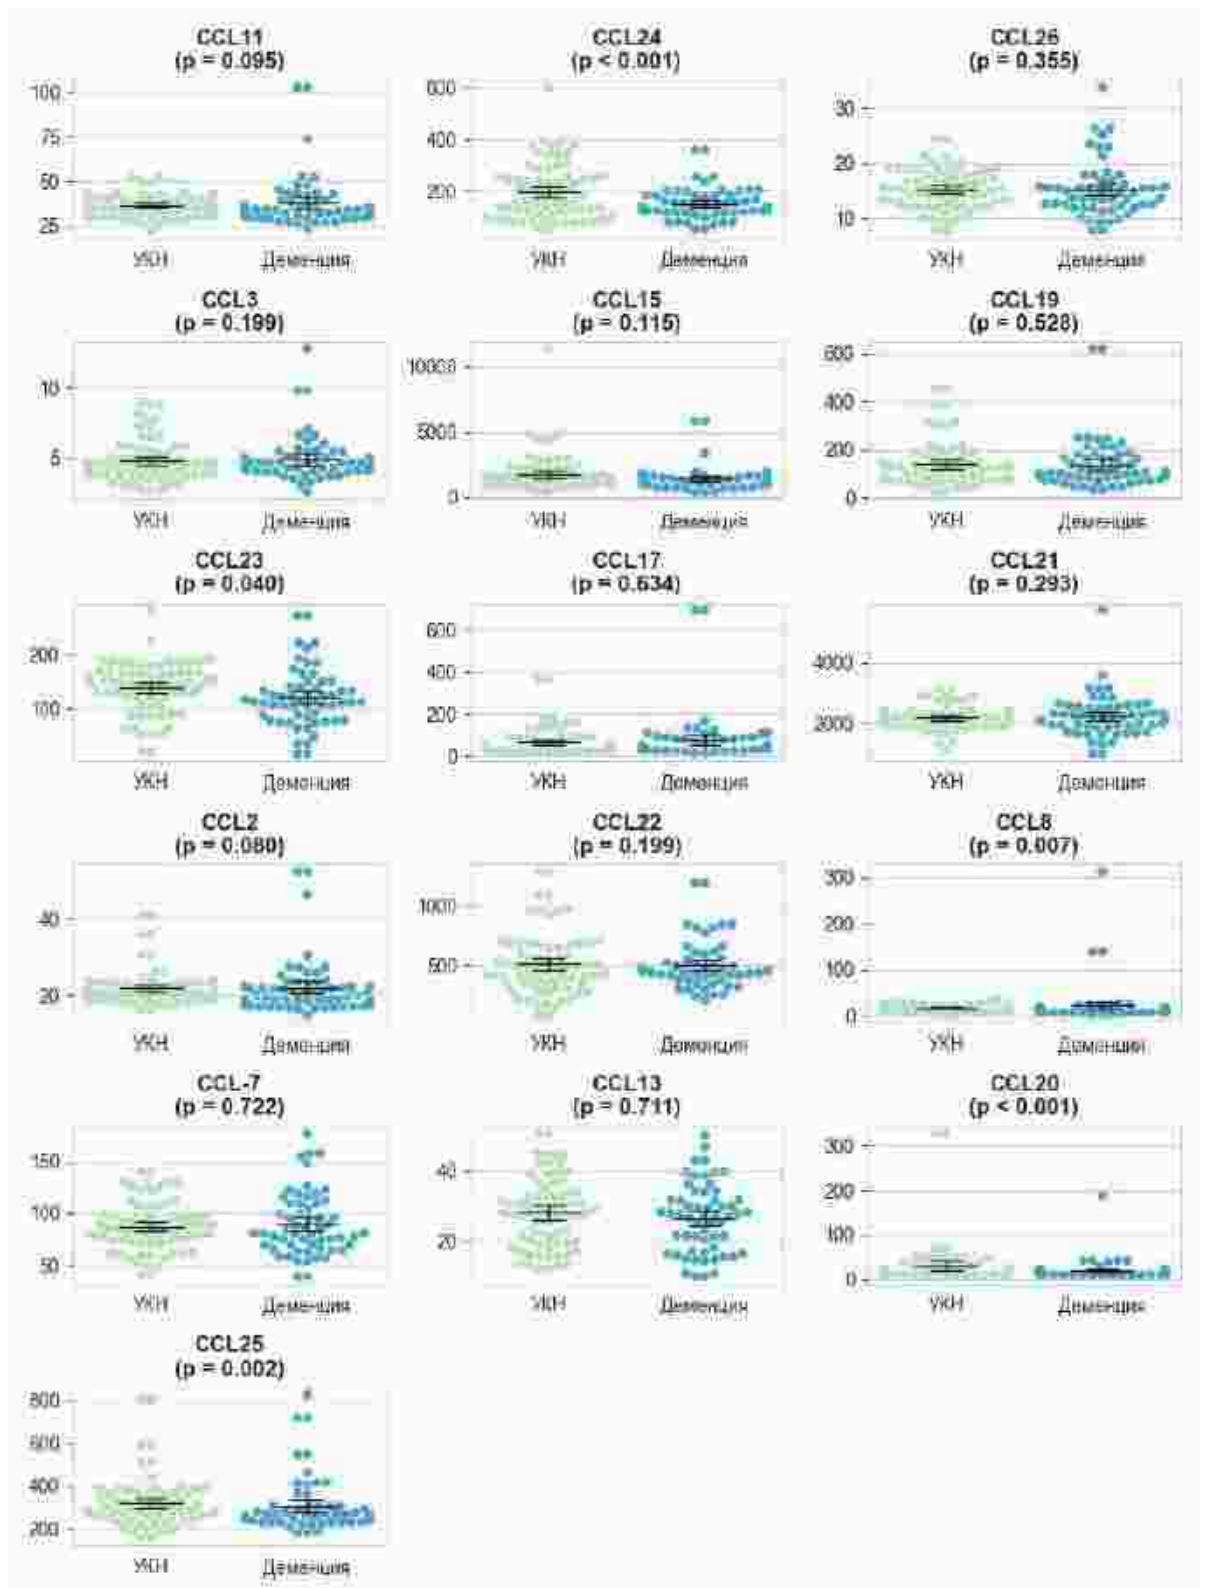 CCL11
(p = 0.095)
100
75
50
25
УКН
Деменция
CCL24
(p < 0.001)
600
400
200
УКН
Деменция
CCL26
(p = 0.355)
30
20
10
УКН
Деменция
CCL3
(p = 0.199)
10
5
УКН
Деменция
CCL15
(p = 0.115)
10000
5000
0
УКН
Деменция
CCL19
(p = 0.528)
600
400
200
0
УКН
Деменция
CCL23
(p = 0.040)
200
100
УКН
Деменция
CCL17
(p = 0.634)
600
400
200
0
УКН
Деменция
CCL21
(p = 0.293)
4000
2000
УКН
Деменция
CCL2
(p = 0.080)
40
20
УКН
Деменция
CCL22
(p = 0.199)
1000
500
УКН
Деменция
CCL8
(p = 0.007)
300
200
100
0
УКН
Деменция
CCL-7
(p = 0.722)
150
100
50
УКН
Деменция
CCL13
(p = 0.711)
40
20
УКН
Деменция
CCL20
(p < 0.001)
300
200
100
0
УКН
Деменция
CCL25
(p = 0.002)
800
600
400
200
УКН
Деменция